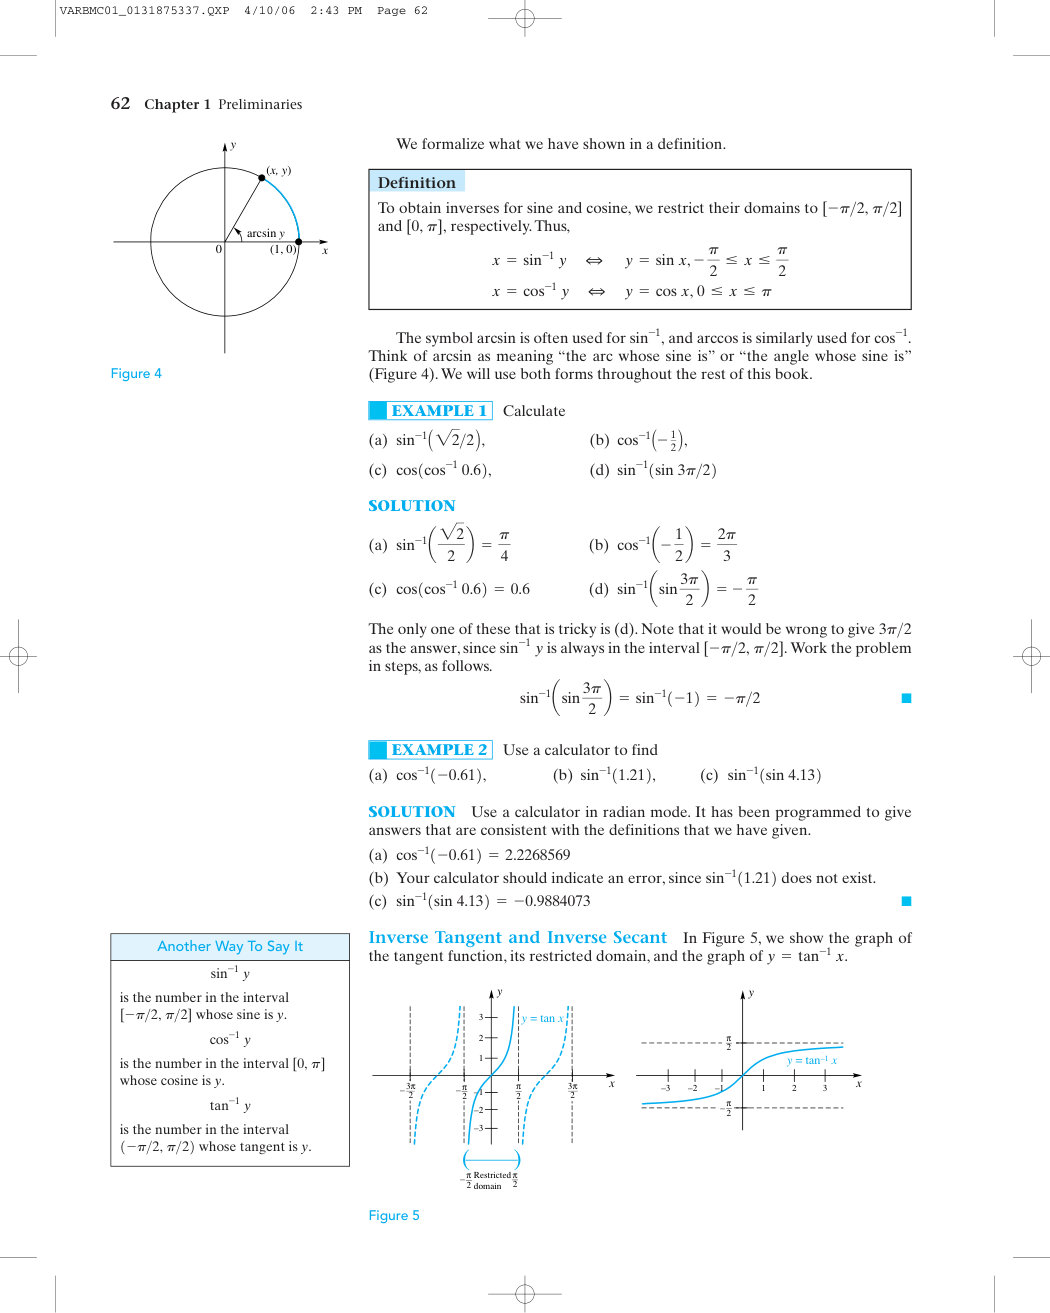 VARBMC01_0131875337.QXP 4/10/06 2:43 PM Page 62
62 Chapter 1 Preliminaries
y
(x, y)
arcsin y
0
(1, 0)
x
Figure 4
We formalize what we have shown in a definition.
Definition
To obtain inverses for sine and cosine, we restrict their domains to [−π/2, π/2]
and [0, π], respectively. Thus,
x = sin⁻¹ y ⇔ y = sin x, −π/2 ≤ x ≤ π/2
x = cos⁻¹ y ⇔ y = cos x, 0 ≤ x ≤ π
The symbol arcsin is often used for sin⁻¹, and arccos is similarly used for cos⁻¹.
Think of arcsin as meaning “the arc whose sine is” or “the angle whose sine is”
(Figure 4). We will use both forms throughout the rest of this book.
EXAMPLE 1 Calculate
(a) sin⁻¹(√2/2), (b) cos⁻¹(−1/2),
(c) cos(cos⁻¹ 0.6), (d) sin⁻¹(sin 3π/2)
SOLUTION
(a) sin⁻¹(√2/2) = π/4 (b) cos⁻¹(−1/2) = 2π/3
(c) cos(cos⁻¹ 0.6) = 0.6 (d) sin⁻¹(sin 3π/2) = −π/2
The only one of these that is tricky is (d). Note that it would be wrong to give 3π/2
as the answer, since sin⁻¹ y is always in the interval [−π/2, π/2]. Work the problem
in steps, as follows.
sin⁻¹(sin 3π/2) = sin⁻¹(−1) = −π/2
EXAMPLE 2 Use a calculator to find
(a) cos⁻¹(−0.61), (b) sin⁻¹(1.21), (c) sin⁻¹(sin 4.13)
SOLUTION Use a calculator in radian mode. It has been programmed to give
answers that are consistent with the definitions that we have given.
(a) cos⁻¹(−0.61) = 2.2268569
(b) Your calculator should indicate an error, since sin⁻¹(1.21) does not exist.
(c) sin⁻¹(sin 4.13) = −0.9884073
Another Way To Say It
sin⁻¹ y
is the number in the interval
[−π/2, π/2] whose sine is y.
cos⁻¹ y
is the number in the interval [0, π]
whose cosine is y.
tan⁻¹ y
is the number in the interval
(−π/2, π/2) whose tangent is y.
Inverse Tangent and Inverse Secant In Figure 5, we show the graph of
the tangent function, its restricted domain, and the graph of y = tan⁻¹ x.
y
3
y = tan x
2
1
−3π/2 −π/2 π/2 3π/2 x
−1
−2
−3
−π/2 Restricted domain π/2
y
π/2
y = tan⁻¹ x
−3 −2 −1 1 2 3 x
−π/2
Figure 5